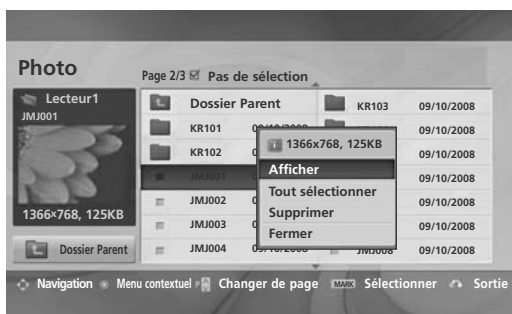 Photo
Page 2/3 Pas de sélection
Lecteur1
JMJ001
1366×768, 125KB
Dossier Parent
Dossier Parent
KR101
KR102
JMJ001
JMJ002
JMJ003
JMJ004
KR103 09/10/2008
09/10/2008
09/10/2008
09/10/2008
09/10/2008
09/10/2008
JMJ008 09/10/2008
1366x768, 125KB
Afficher
Tout sélectionner
Supprimer
Fermer
Navigation Menu contextuel P Changer de page MARK Sélectionner Sortie